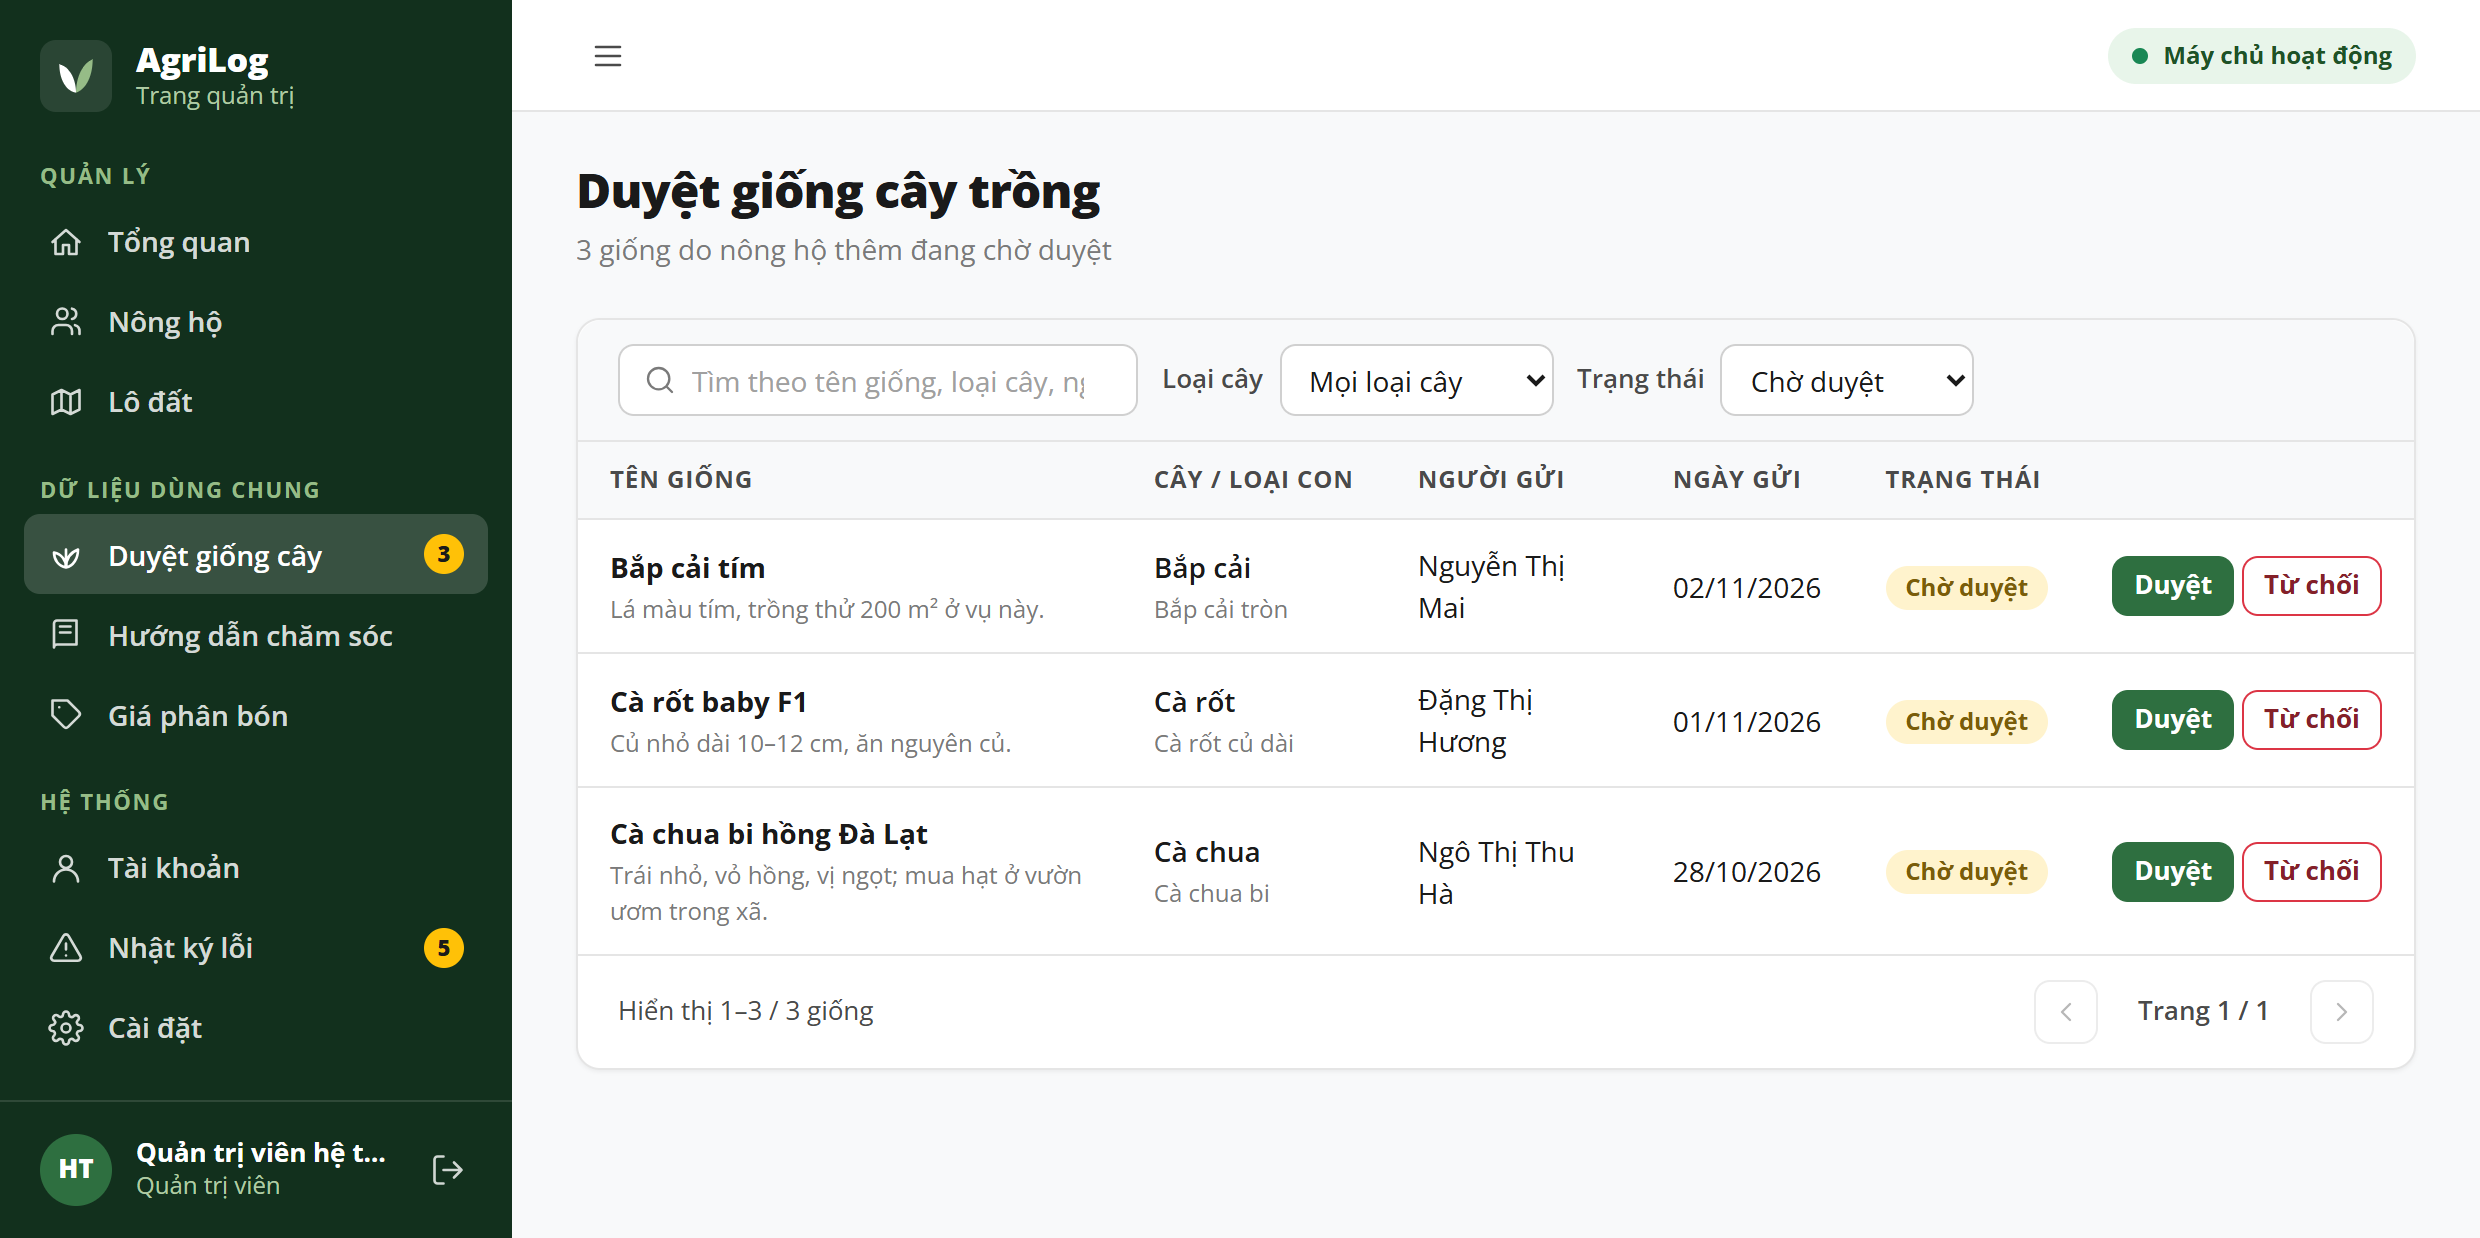 AgriLog
Trang quản trị
QUẢN LÝ
Tổng quan
Nông hộ
Lô đất
DỮ LIỆU DÙNG CHUNG
Duyệt giống cây
3
Hướng dẫn chăm sóc
Giá phân bón
HỆ THỐNG
Tài khoản
Nhật ký lỗi
5
Cài đặt
HT
Quản trị viên hệ t...
Quản trị viên
Máy chủ hoạt động
Duyệt giống cây trồng
3 giống do nông hộ thêm đang chờ duyệt
Tìm theo tên giống, loại cây, ng
Loại cây
Mọi loại cây
Trạng thái
Chờ duyệt
TÊN GIỐNG
CÂY / LOẠI CON
NGƯỜI GỬI
NGÀY GỬI
TRẠNG THÁI
Bắp cải tím
Lá màu tím, trồng thử 200 m² ở vụ này.
Bắp cải
Bắp cải tròn
Nguyễn Thị
Mai
02/11/2026
Chờ duyệt
Duyệt
Từ chối
Cà rốt baby F1
Củ nhỏ dài 10–12 cm, ăn nguyên củ.
Cà rốt
Cà rốt củ dài
Đặng Thị
Hương
01/11/2026
Chờ duyệt
Duyệt
Từ chối
Cà chua bi hồng Đà Lạt
Trái nhỏ, vỏ hồng, vị ngọt; mua hạt ở vườn
ươm trong xã.
Cà chua
Cà chua bi
Ngô Thị Thu
Hà
28/10/2026
Chờ duyệt
Duyệt
Từ chối
Hiển thị 1–3 / 3 giống
Trang 1 / 1